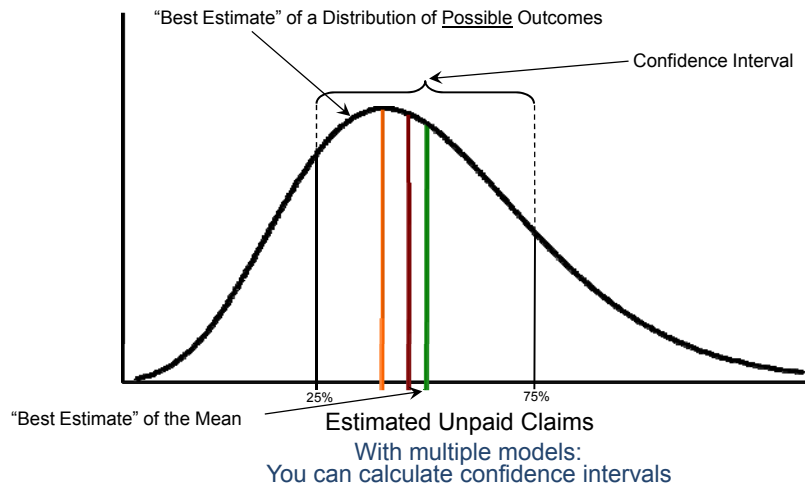 “Best Estimate” of a Distribution of Possible Outcomes
Confidence Interval
25%
75%
“Best Estimate” of the Mean
Estimated Unpaid Claims
With multiple models:
You can calculate confidence intervals